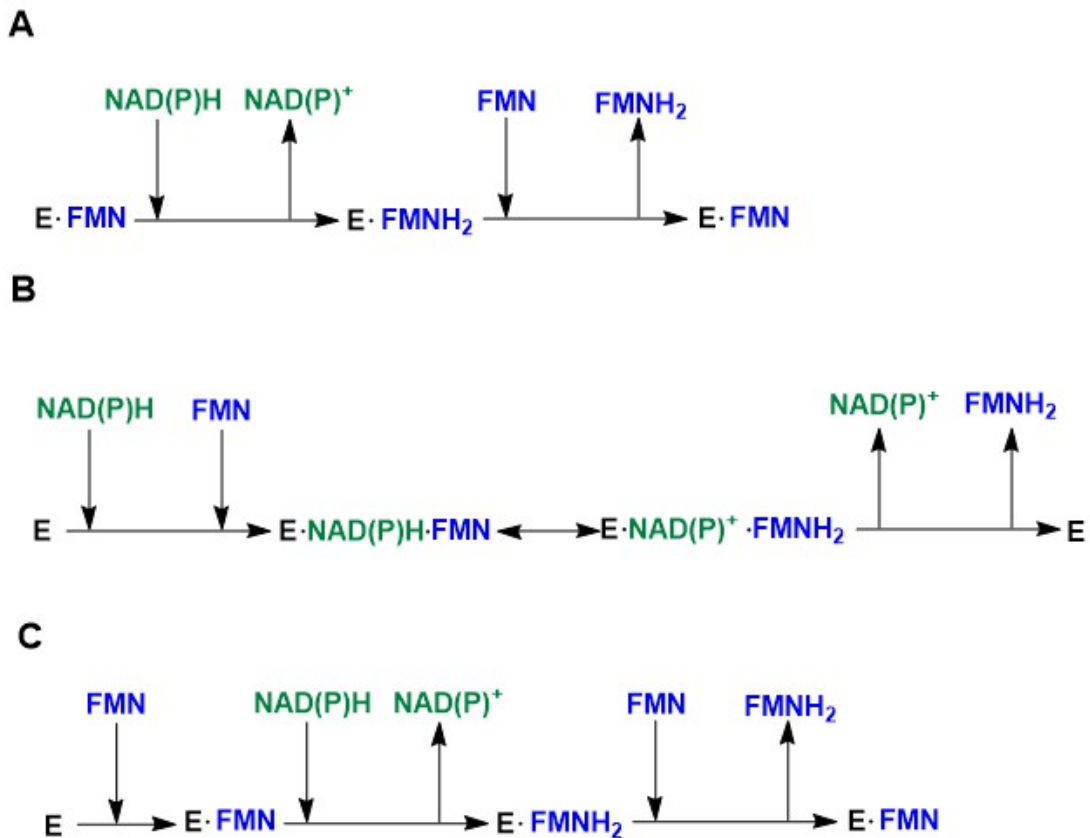 A
NAD(P)H NAD(P)⁺ FMN FMNH₂
E·FMN E·FMNH₂ E·FMN
B
NAD(P)H FMN NAD(P)⁺ FMNH₂
E E·NAD(P)H·FMN E·NAD(P)⁺·FMNH₂ E
C
FMN NAD(P)H NAD(P)⁺ FMN FMNH₂
E E·FMN E·FMNH₂ E·FMN